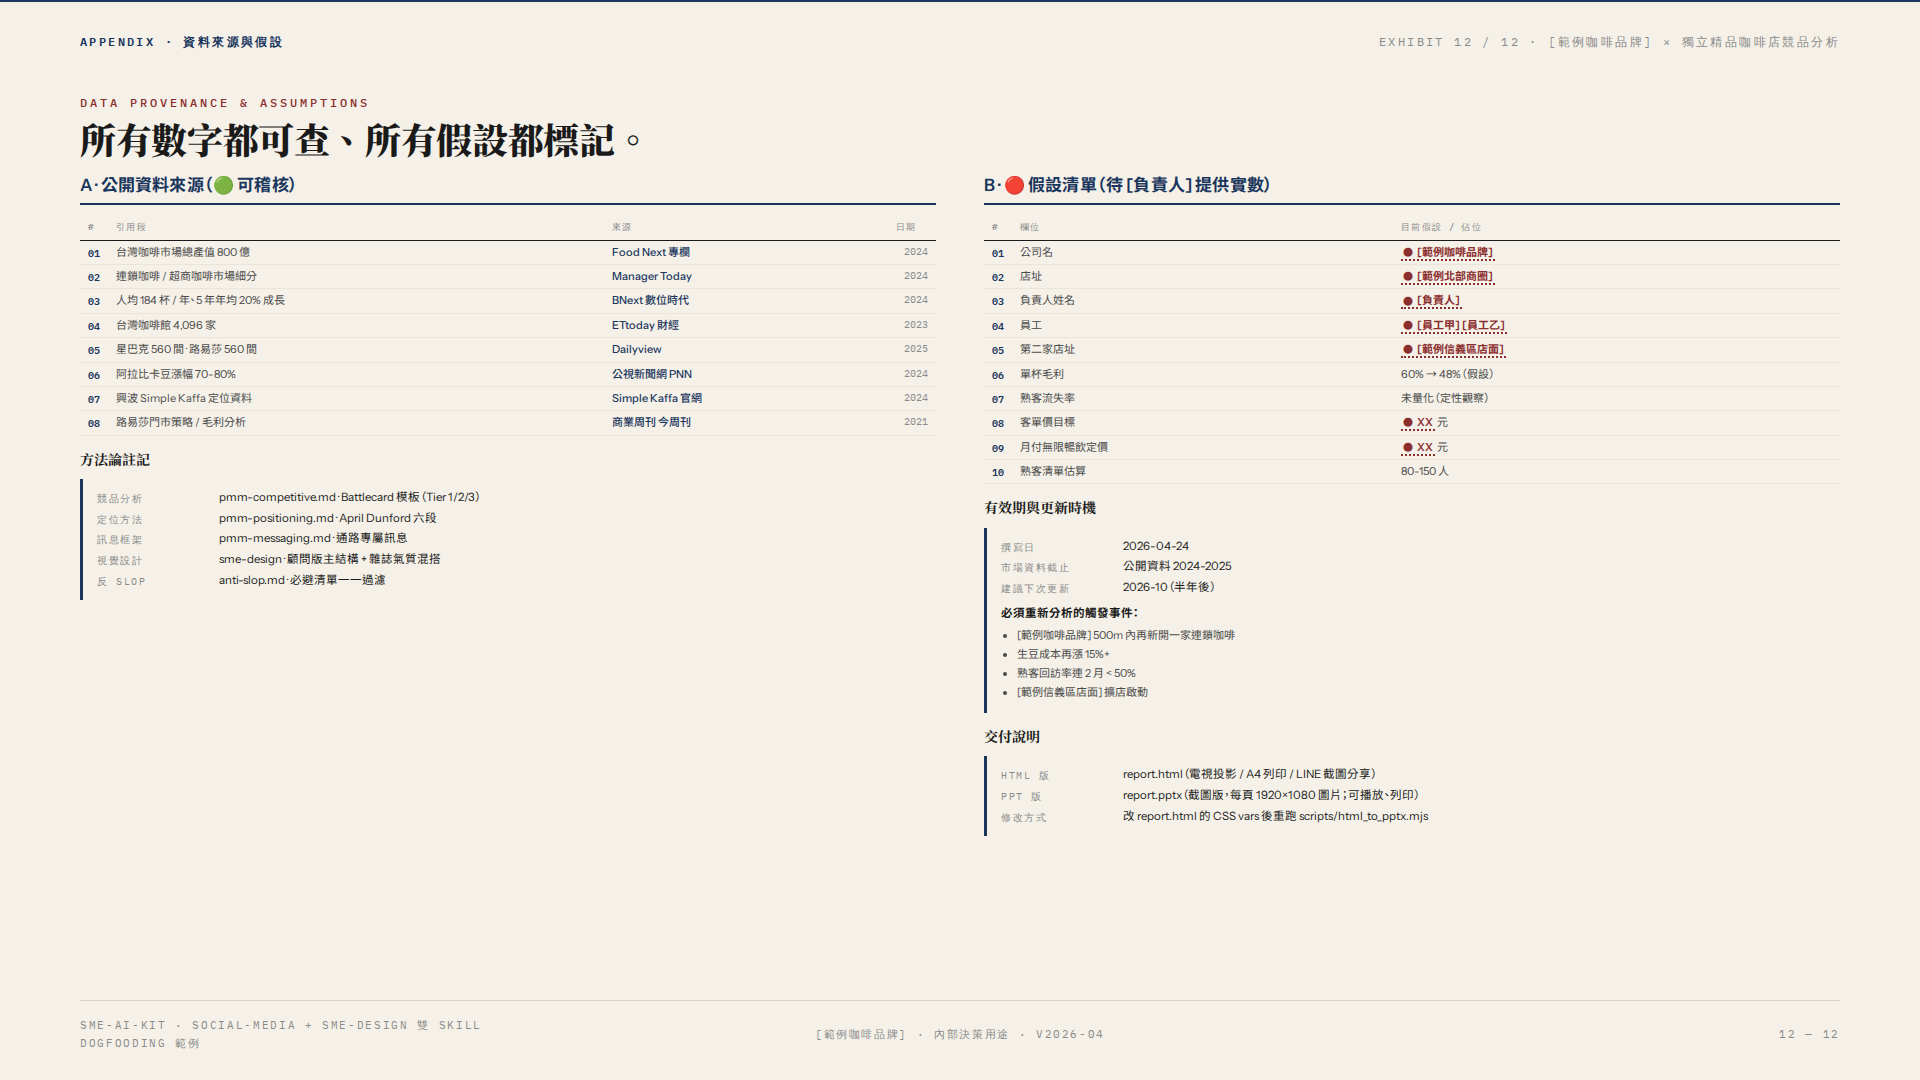 APPENDIX · 資料來源與假設
EXHIBIT 12 / 12 · [範例咖啡品牌] × 獨立精品咖啡店競品分析
DATA PROVENANCE & ASSUMPTIONS
所有數字都可查、所有假設都標記。
A·公開資料來源(🟢 可稽核)
# 引用段 來源 日期
01 台灣咖啡市場總產值 800 億 Food Next 專欄 2024
02 連鎖咖啡 / 超商咖啡市場細分 Manager Today 2024
03 人均 184 杯 / 年、5 年年均 20% 成長 BNext 數位時代 2024
04 台灣咖啡館 4,096 家 ETtoday 財經 2023
05 星巴克 560 間·路易莎 560 間 Dailyview 2025
06 阿拉比卡豆漲幅 70-80% 公視新聞網 PNN 2024
07 興波 Simple Kaffa 定位資料 Simple Kaffa 官網 2024
08 路易莎門市策略 / 毛利分析 商業周刊 今周刊 2021
方法論註記
競品分析 pmm-competitive.md·Battlecard 模板(Tier 1/2/3)
定位方法 pmm-positioning.md·April Dunford 六段
訊息框架 pmm-messaging.md·通路專屬訊息
視覺設計 sme-design·顧問版主結構 + 雜誌氣質混搭
反 SLOP anti-slop.md·必避清單一一過濾
B·🔴 假設清單(待 [負責人] 提供實數)
# 欄位 目前假設 / 佔位
01 公司名 ● [範例咖啡品牌]
02 店址 ● [範例北部商圈]
03 負責人姓名 ● [負責人]
04 員工 ● [員工甲] [員工乙]
05 第二家店址 ● [範例信義區店面]
06 單杯毛利 60% → 48%(假設)
07 熟客流失率 未量化(定性觀察)
08 客單價目標 ● XX 元
09 月付無限暢飲定價 ● XX 元
10 熟客清單估算 80-150 人
有效期與更新時機
撰寫日 2026-04-24
市場資料截止 公開資料 2024-2025
建議下次更新 2026-10(半年後)
必須重新分析的觸發事件:
• [範例咖啡品牌] 500m 內再新開一家連鎖咖啡
• 生豆成本再漲 15%+
• 熟客回訪率連 2 月 < 50%
• [範例信義區店面] 擴店啟動
交付說明
HTML 版 report.html(電視投影 / A4 列印 / LINE 截圖分享)
PPT 版 report.pptx(截圖版,每頁 1920×1080 圖片;可播放、列印)
修改方式 改 report.html 的 CSS vars 後重跑 scripts/html_to_pptx.mjs
SME-AI-KIT · SOCIAL-MEDIA + SME-DESIGN 雙 SKILL
DOGFOODING 範例
[範例咖啡品牌] · 內部決策用途 · V2026-04
12 — 12